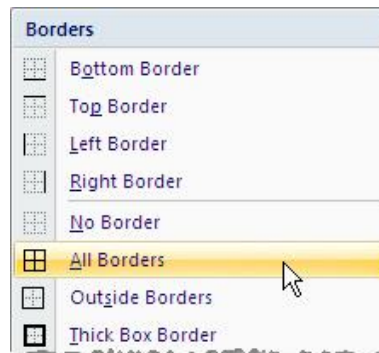 Borders
Bottom Border
Top Border
Left Border
Right Border
No Border
All Borders
Outside Borders
Thick Box Border